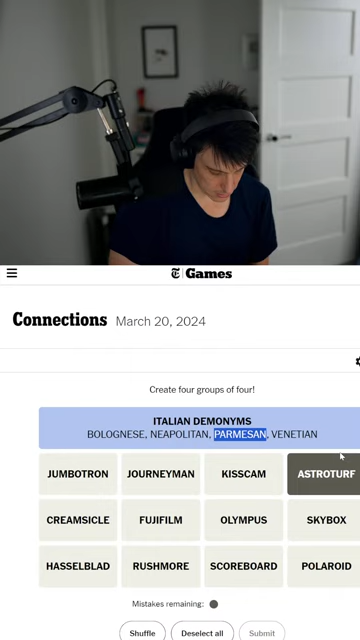 Games
Connections March 20, 2024
Create four groups of four!
ITALIAN DEMONYMS
BOLOGNESE, NEAPOLITAN, PARMESAN, VENETIAN
JUMBOTRON JOURNEYMAN KISSCAM ASTROTURF
CREAMSICLE FUJIFILM OLYMPUS SKYBOX
HASSELBLAD RUSHMORE SCOREBOARD POLAROID
Mistakes remaining:
Shuffle Deselect all Submit